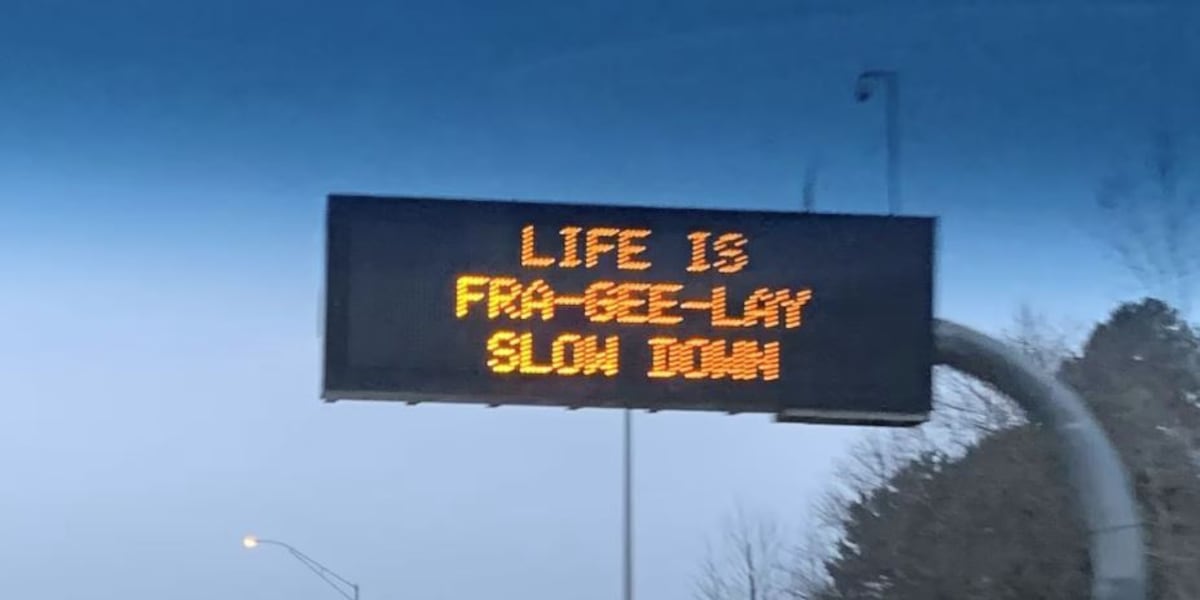 LIFE IS
FRA-GEE-LAY
SLOW DOWN